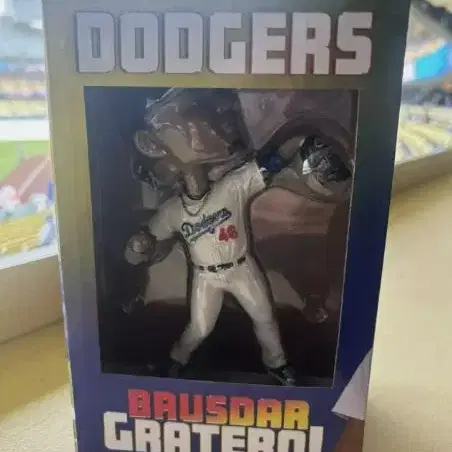 DODGERS
Dodgers
48
BRUSDAR
GRATEROL